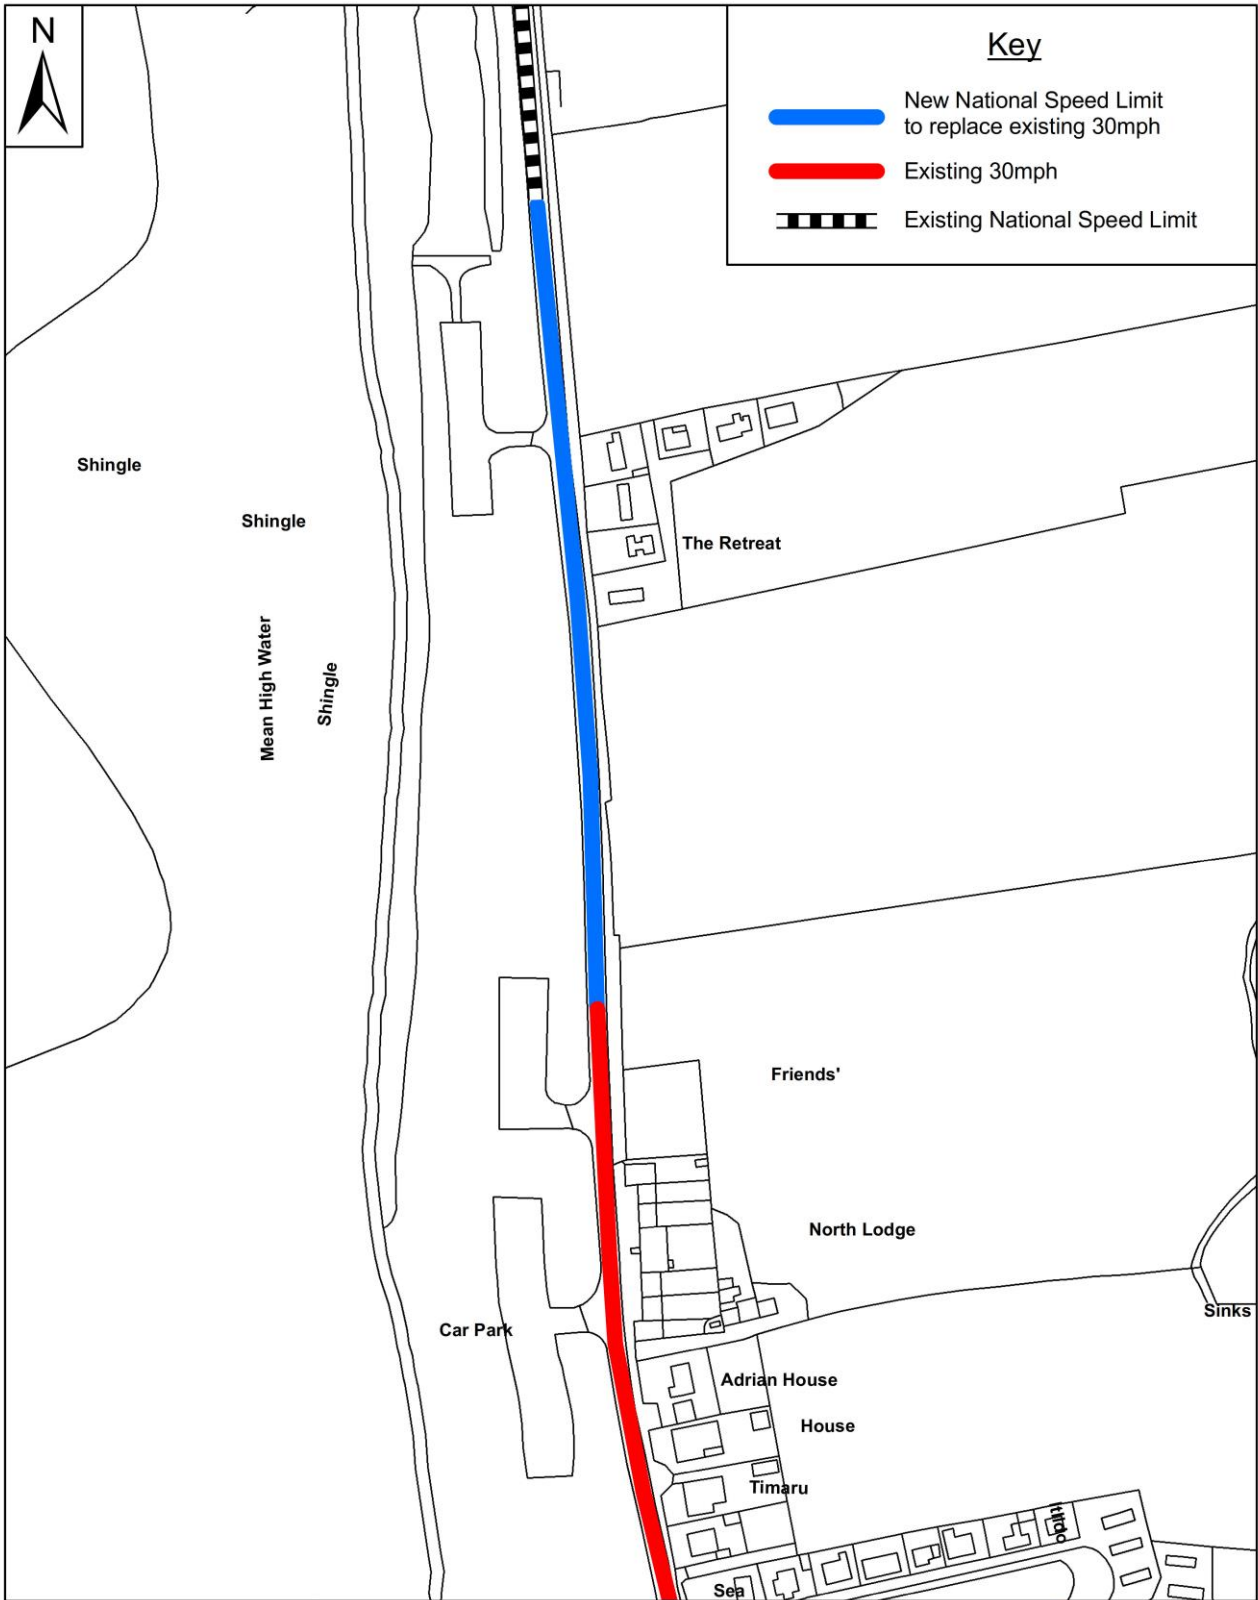 N
Key
New National Speed Limit
to replace existing 30mph
Existing 30mph
Existing National Speed Limit
Shingle
Shingle
The Retreat
Mean High Water
Shingle
Friends'
North Lodge
Sinks
Car Park
Adrian House
House
Timaru
Itldo
Sea